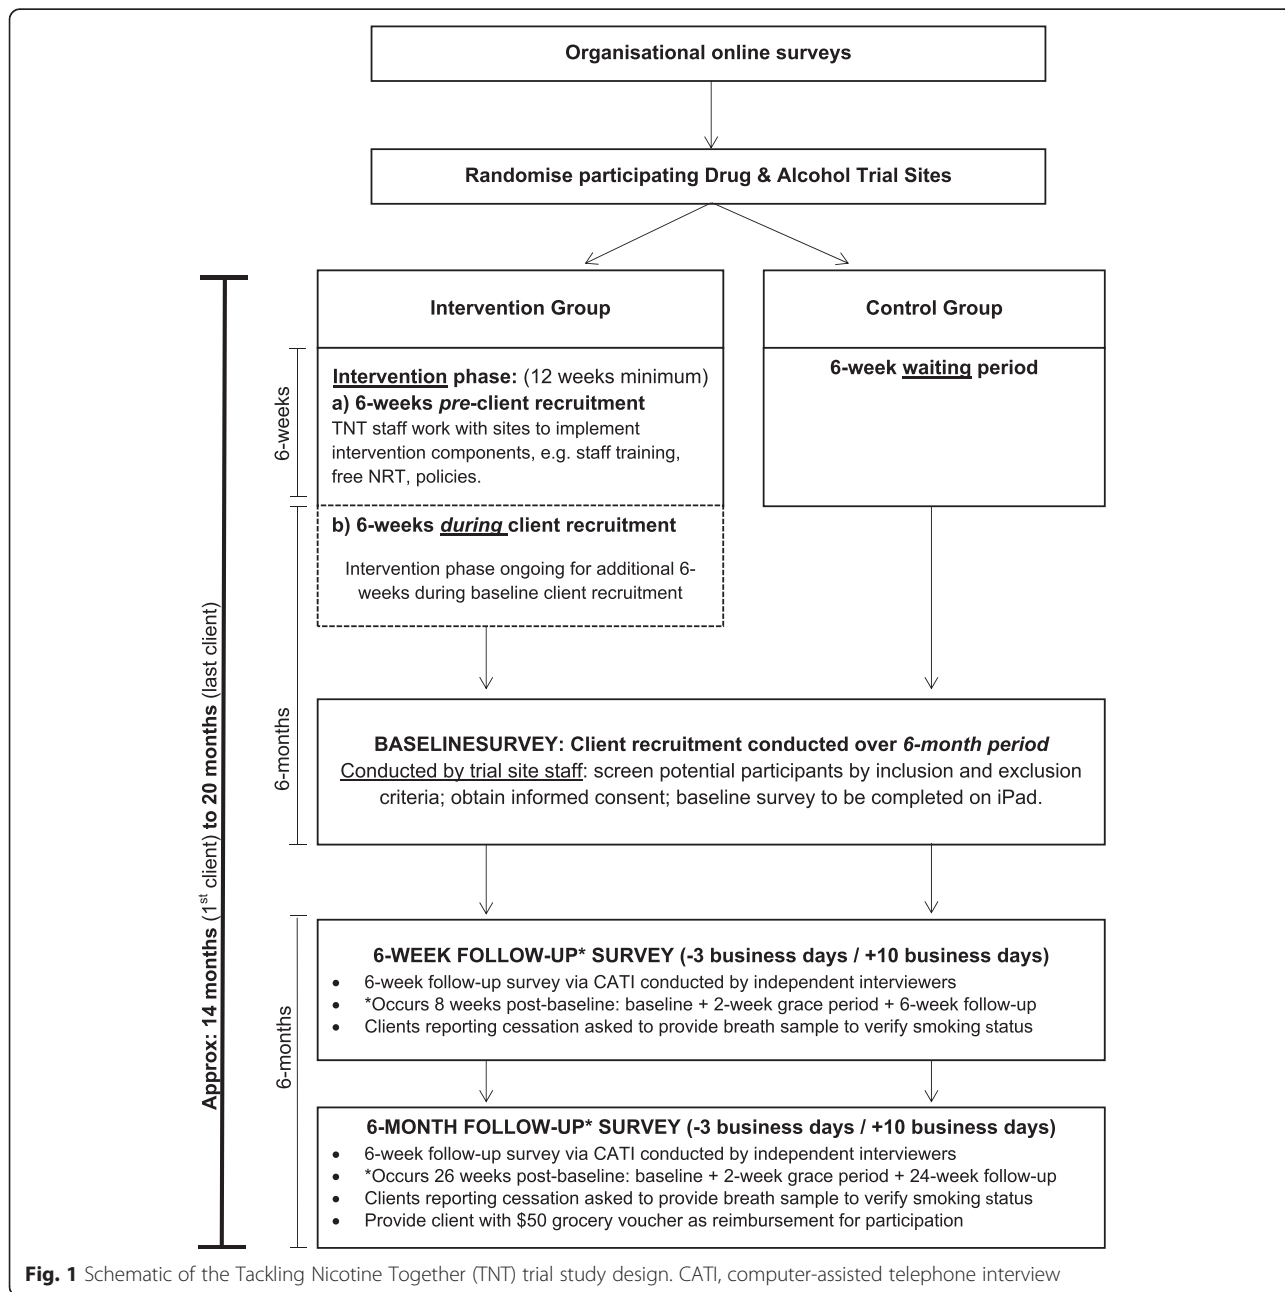 Organisational online surveys
Randomise participating Drug & Alcohol Trial Sites
Intervention Group
Control Group
Intervention phase: (12 weeks minimum)
a) 6-weeks pre-client recruitment
TNT staff work with sites to implement
intervention components, e.g. staff training,
free NRT, policies.
6-week waiting period
6-weeks
b) 6-weeks during client recruitment
Intervention phase ongoing for additional 6-
weeks during baseline client recruitment
6-months
BASELINESURVEY: Client recruitment conducted over 6-month period
Conducted by trial site staff: screen potential participants by inclusion and exclusion
criteria; obtain informed consent; baseline survey to be completed on iPad.
Approx: 14 months (1st client) to 20 months (last client)
6-WEEK FOLLOW-UP* SURVEY (-3 business days / +10 business days)
• 6-week follow-up survey via CATI conducted by independent interviewers
• *Occurs 8 weeks post-baseline: baseline + 2-week grace period + 6-week follow-up
• Clients reporting cessation asked to provide breath sample to verify smoking status
6-months
6-MONTH FOLLOW-UP* SURVEY (-3 business days / +10 business days)
• 6-week follow-up survey via CATI conducted by independent interviewers
• *Occurs 26 weeks post-baseline: baseline + 2-week grace period + 24-week follow-up
• Clients reporting cessation asked to provide breath sample to verify smoking status
• Provide client with $50 grocery voucher as reimbursement for participation
Fig. 1 Schematic of the Tackling Nicotine Together (TNT) trial study design. CATI, computer-assisted telephone interview